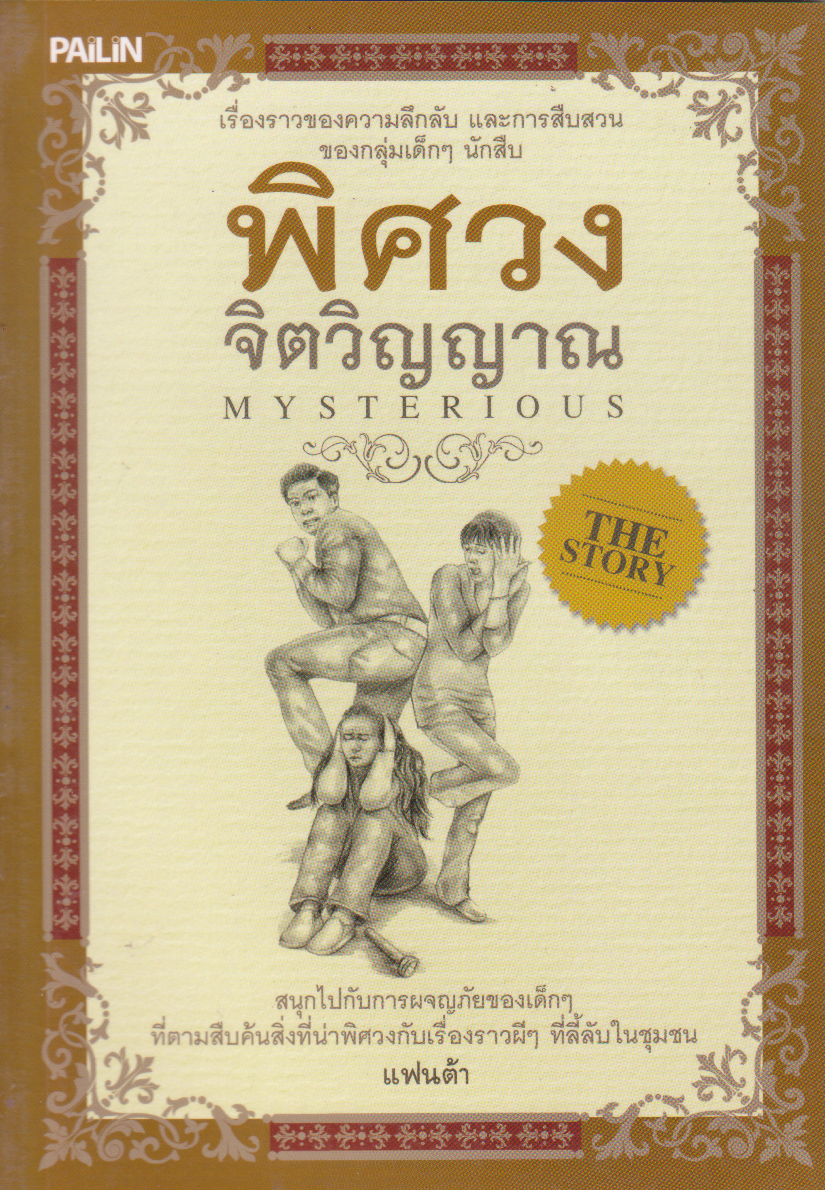 PAiLiN
เรื่องราวของความลึกลับ และการสืบสวน
ของกลุ่มเด็กๆ นักสืบ
พิศวง
จิตวิญญาณ
MYSTERIOUS
THE
STORY
สนุกไปกับการผจญภัยของเด็กๆ
ที่ตามสืบค้นสิ่งที่น่าพิศวงกับเรื่องราวผีๆ ที่ลี้ลับในชุมชน
แฟนต้า